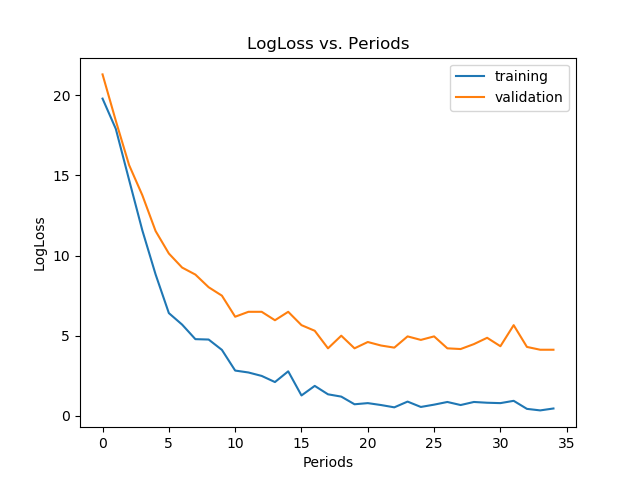 LogLoss vs. Periods
training
validation
LogLoss
20
15
10
5
0
0 5 10 15 20 25 30 35
Periods